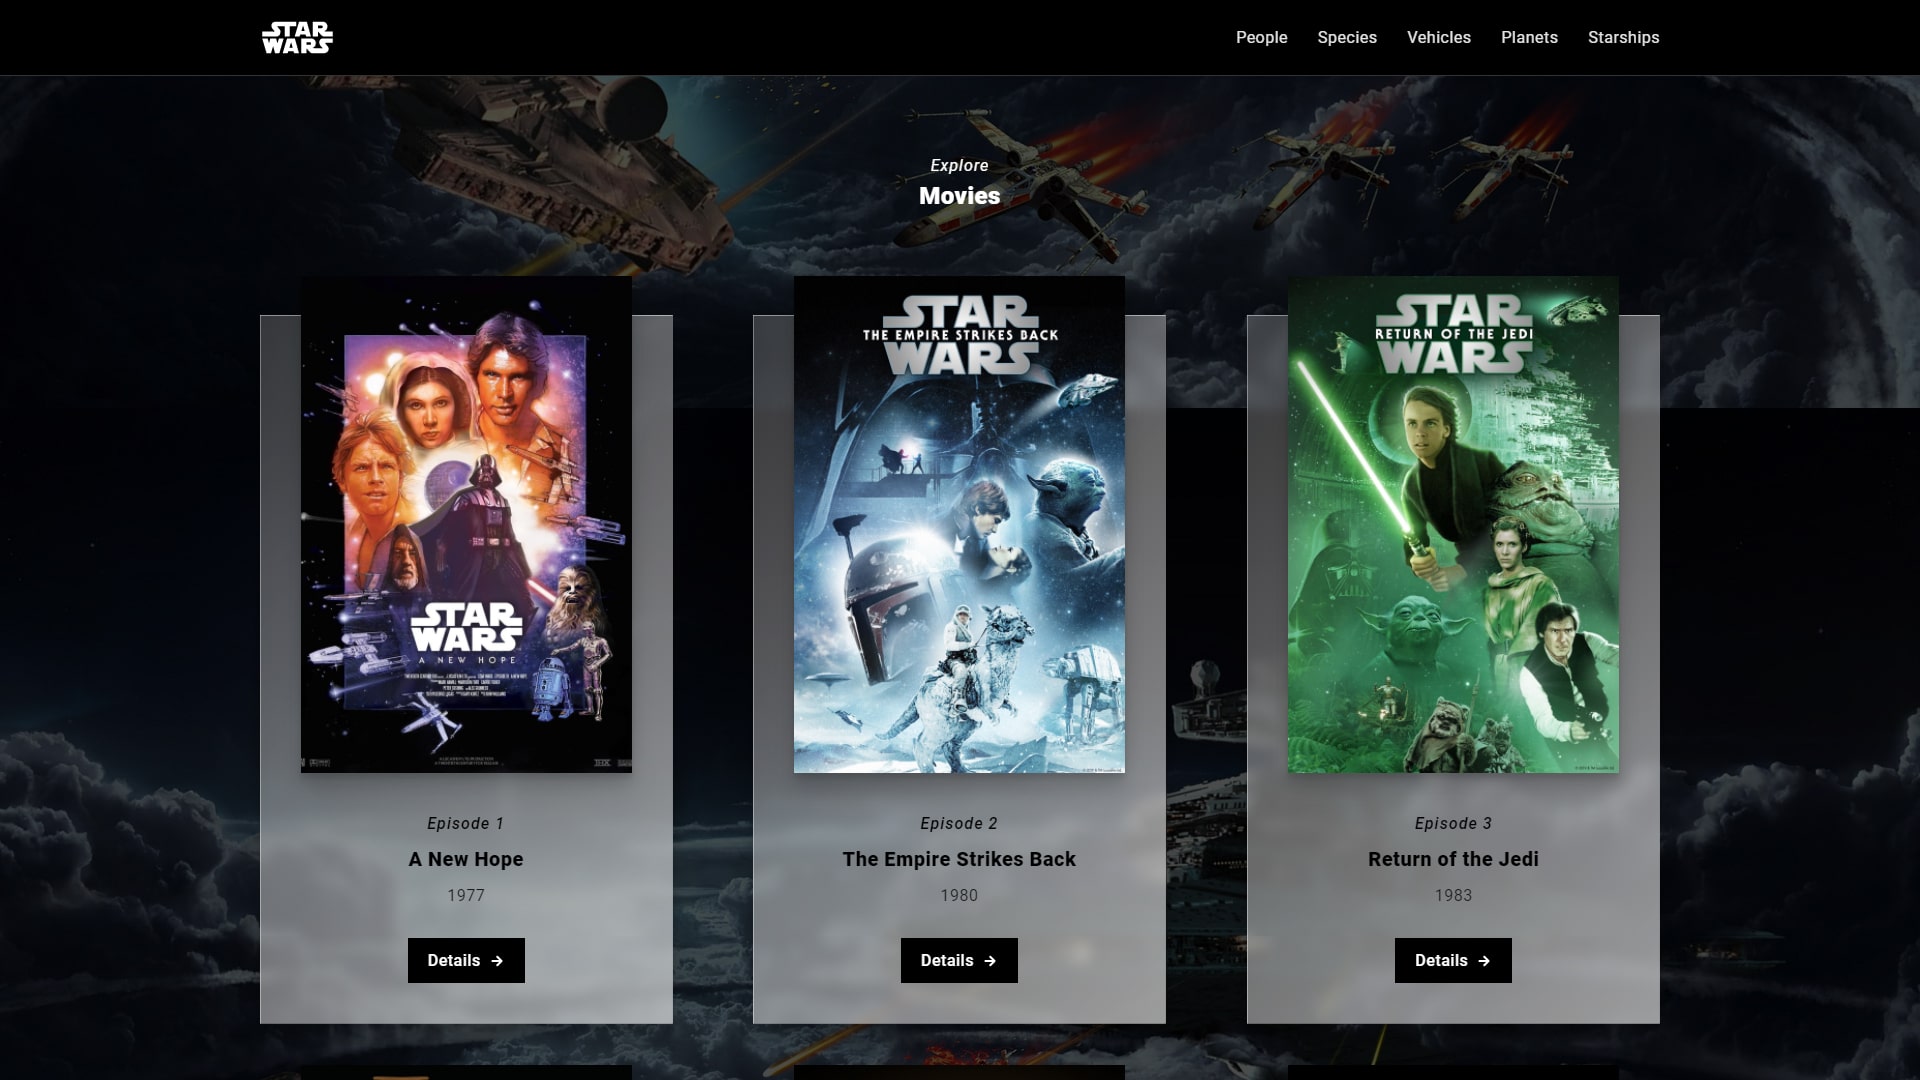 STAR
WARS
People
Species
Vehicles
Planets
Starships
Explore
Movies
STAR
WARS
A NEW HOPE
STAR
THE EMPIRE STRIKES BACK
WARS
STAR
RETURN OF THE JEDI
WARS
Episode 1
A New Hope
1977
Details →
Episode 2
The Empire Strikes Back
1980
Details →
Episode 3
Return of the Jedi
1983
Details →